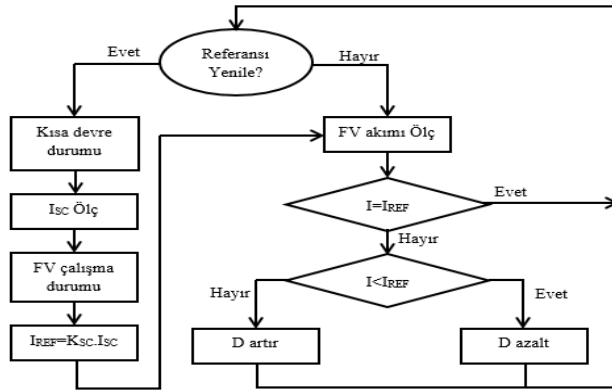 Referansı
Yenile?
Evet
Hayır
Kısa devre
durumu
ISC Ölç
FV çalışma
durumu
IREF=KSC.ISC
FV akımı Ölç
I=IREF
Evet
Hayır
I<IREF
Hayır
Evet
D artır
D azalt